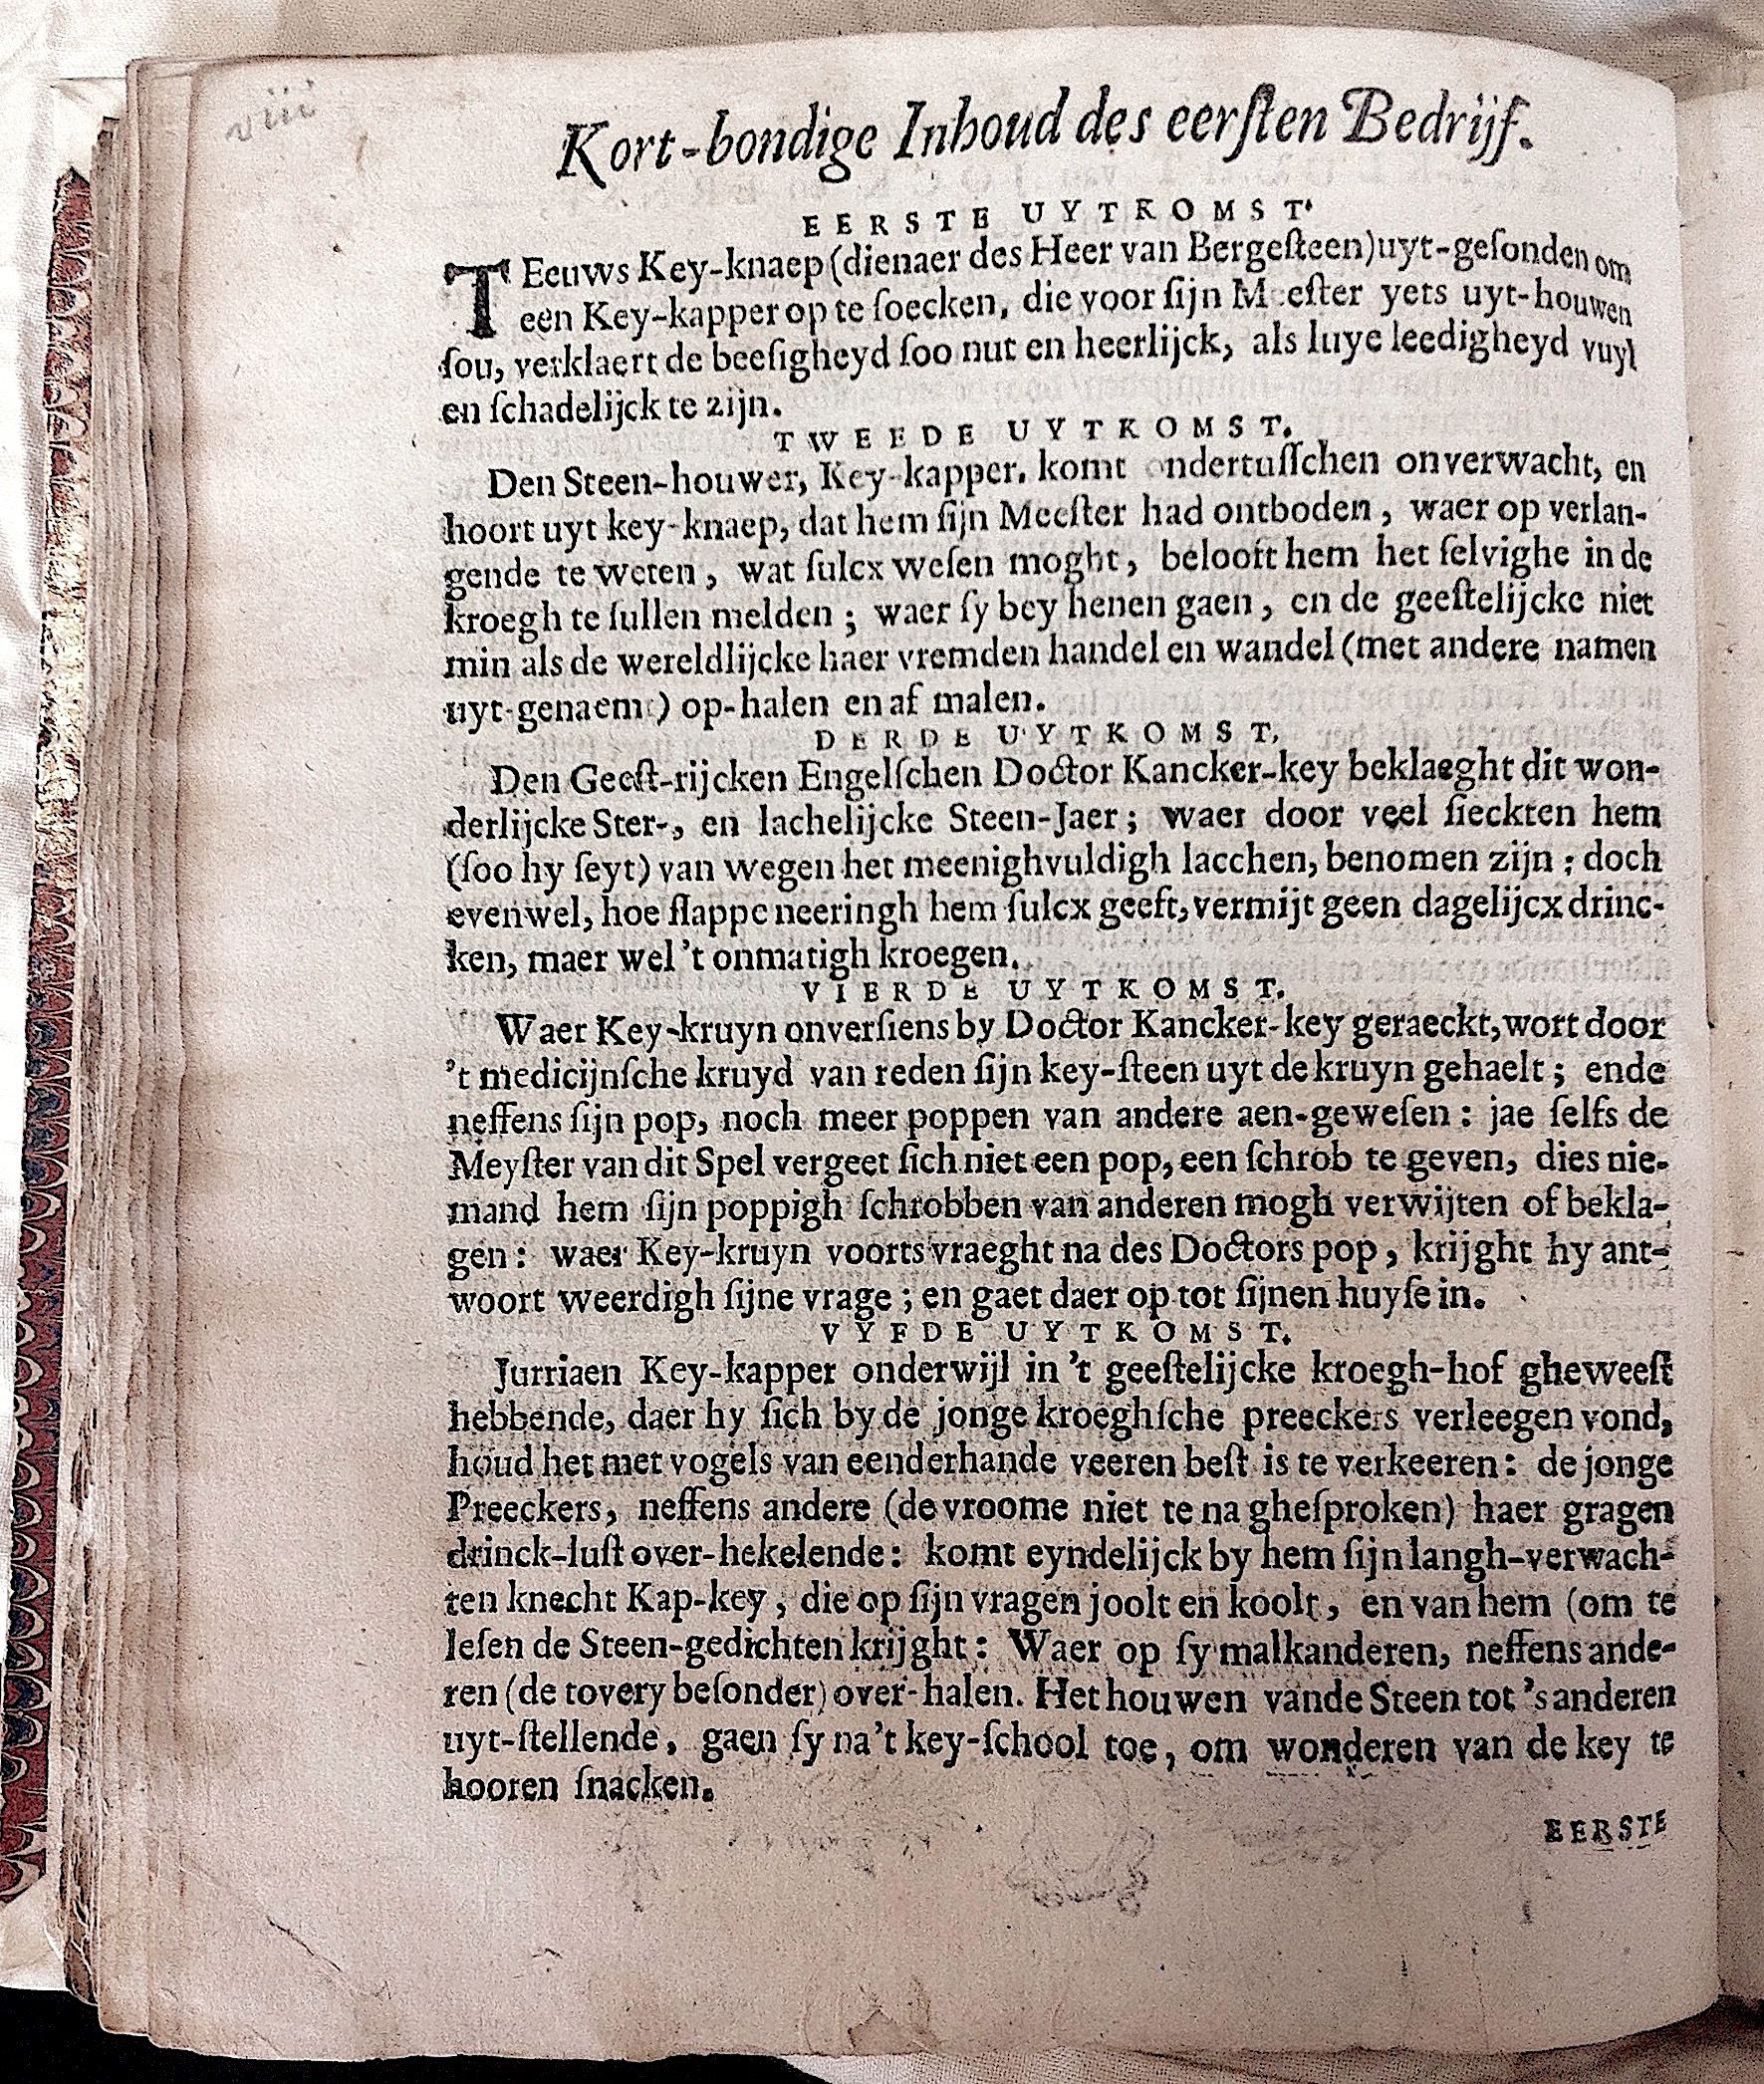 viii
Kort-bondige Inhoud des eerſten Bedrijf.
EERSTE UYTKOMST.
TEeuws Key-knaep (dienaer des Heer van Bergeſteen) uyt-geſonden om
een Key-kapper op te ſoecken, die voor ſijn Meeſter yets uyt-houwen
ſou, verklaert de beeſigheyd ſoo nut en heerlijck, als luye leedigheyd vuyl
en ſchadelijck te zijn.
TWEEDE UYTKOMST.
Den Steen-houwer, Key-kapper, komt ondertuſſchen onverwacht, en
hoort uyt key-knaep, dat hem ſijn Meeſter had ontboden, waer op verlan-
gende te weten, wat ſulcx weſen moght, belooft hem het ſelvighe in de
kroegh te ſullen melden; waer ſy bey henen gaen, en de geeſtelijcke niet
min als de wereldlijcke haer vremden handel en wandel (met andere namen
uyt-genaemt) op-halen en af malen.
DERDE UYTKOMST,
Den Geeſt-rijcken Engelſchen Doctor Kancker-key beklaeght dit won-
derlijcke Ster-, en lachelijcke Steen-Jaer; waer door veel ſieckten hem
(ſoo hy ſeyt) van wegen het meenighvuldigh lacchen, benomen zijn; doch
evenwel, hoe ſlappe neeringh hem ſulcx geeft, vermijt geen dagelijcx drinc-
ken, maer wel 't onmatigh kroegen.
VIERDE UYTKOMST.
Waer Key-kruyn onverſiens by Doctor Kancker-key geraeckt, wort door
't medicijnſche kruyd van reden ſijn key-ſteen uyt de kruyn gehaelt; ende
neffens ſijn pop, noch meer poppen van andere aen-geweſen: jae ſelfs de
Meyſter van dit Spel vergeet ſich niet een pop, een ſchrob te geven, dies nie-
mand hem ſijn poppigh ſchrobben van anderen mogh verwijten of bekla-
gen: waer Key-kruyn voorts vraeght na des Doctors pop, krijght hy ant-
woort weerdigh ſijne vrage; en gaet daer op tot ſijnen huyſe in.
VYFDE UYTKOMST.
Jurriaen Key-kapper onderwijl in 't geeſtelijcke kroegh-hof gheweeſt
hebbende, daer hy ſich by de jonge kroeghſche preeckers verleegen vond,
houd het met vogels van eenderhande veeren beſt is te verkeeren: de jonge
Preeckers, neffens andere (de vroome niet te na gheſproken) haer gragen
drinck-luſt over-hekelende: komt eyndelijck by hem ſijn langh-verwach-
ten knecht Kap-key, die op ſijn vragen joolt en koolt, en van hem (om te
leſen de Steen-gedichten krijght: Waer op ſy malkanderen, neffens ande-
ren (de tovery beſonder) over-halen. Het houwen vande Steen tot 's anderen
uyt-ſtellende, gaen ſy na't key-ſchool toe, om wonderen van de key te
hooren ſnacken.
EERSTE